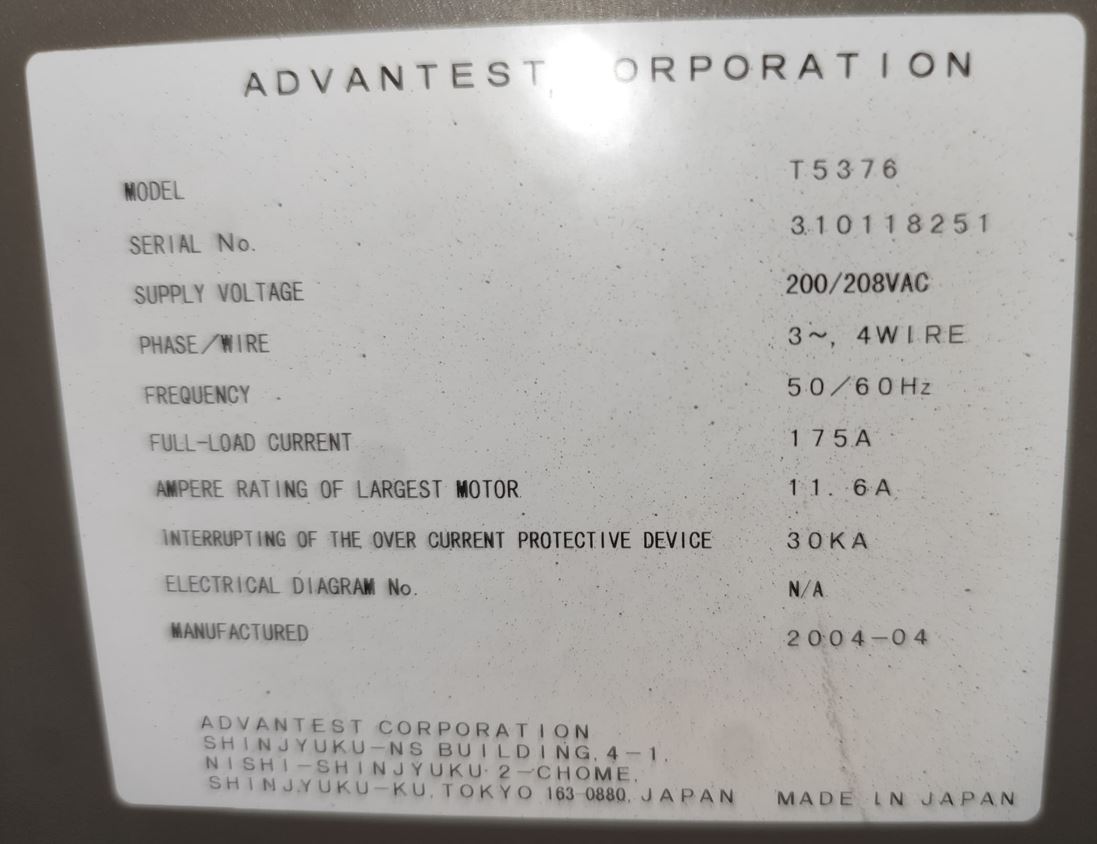 ADVANTEST CORPORATION
MODEL T5376
SERIAL No. 310118251
SUPPLY VOLTAGE 200/208VAC
PHASE/WIRE 3~, 4WIRE
FREQUENCY 50/60Hz
FULL-LOAD CURRENT 175A
AMPERE RATING OF LARGEST MOTOR 11.6A
INTERRUPTING OF THE OVER CURRENT PROTECTIVE DEVICE 30KA
ELECTRICAL DIAGRAM No. N/A
MANUFACTURED 2004-04
ADVANTEST CORPORATION
SHINJYUKU-NS BUILDING, 4-1,
NISHI-SHINJYUKU 2-CHOME,
SHINJYUKU-KU, TOKYO 163-0880, JAPAN MADE IN JAPAN